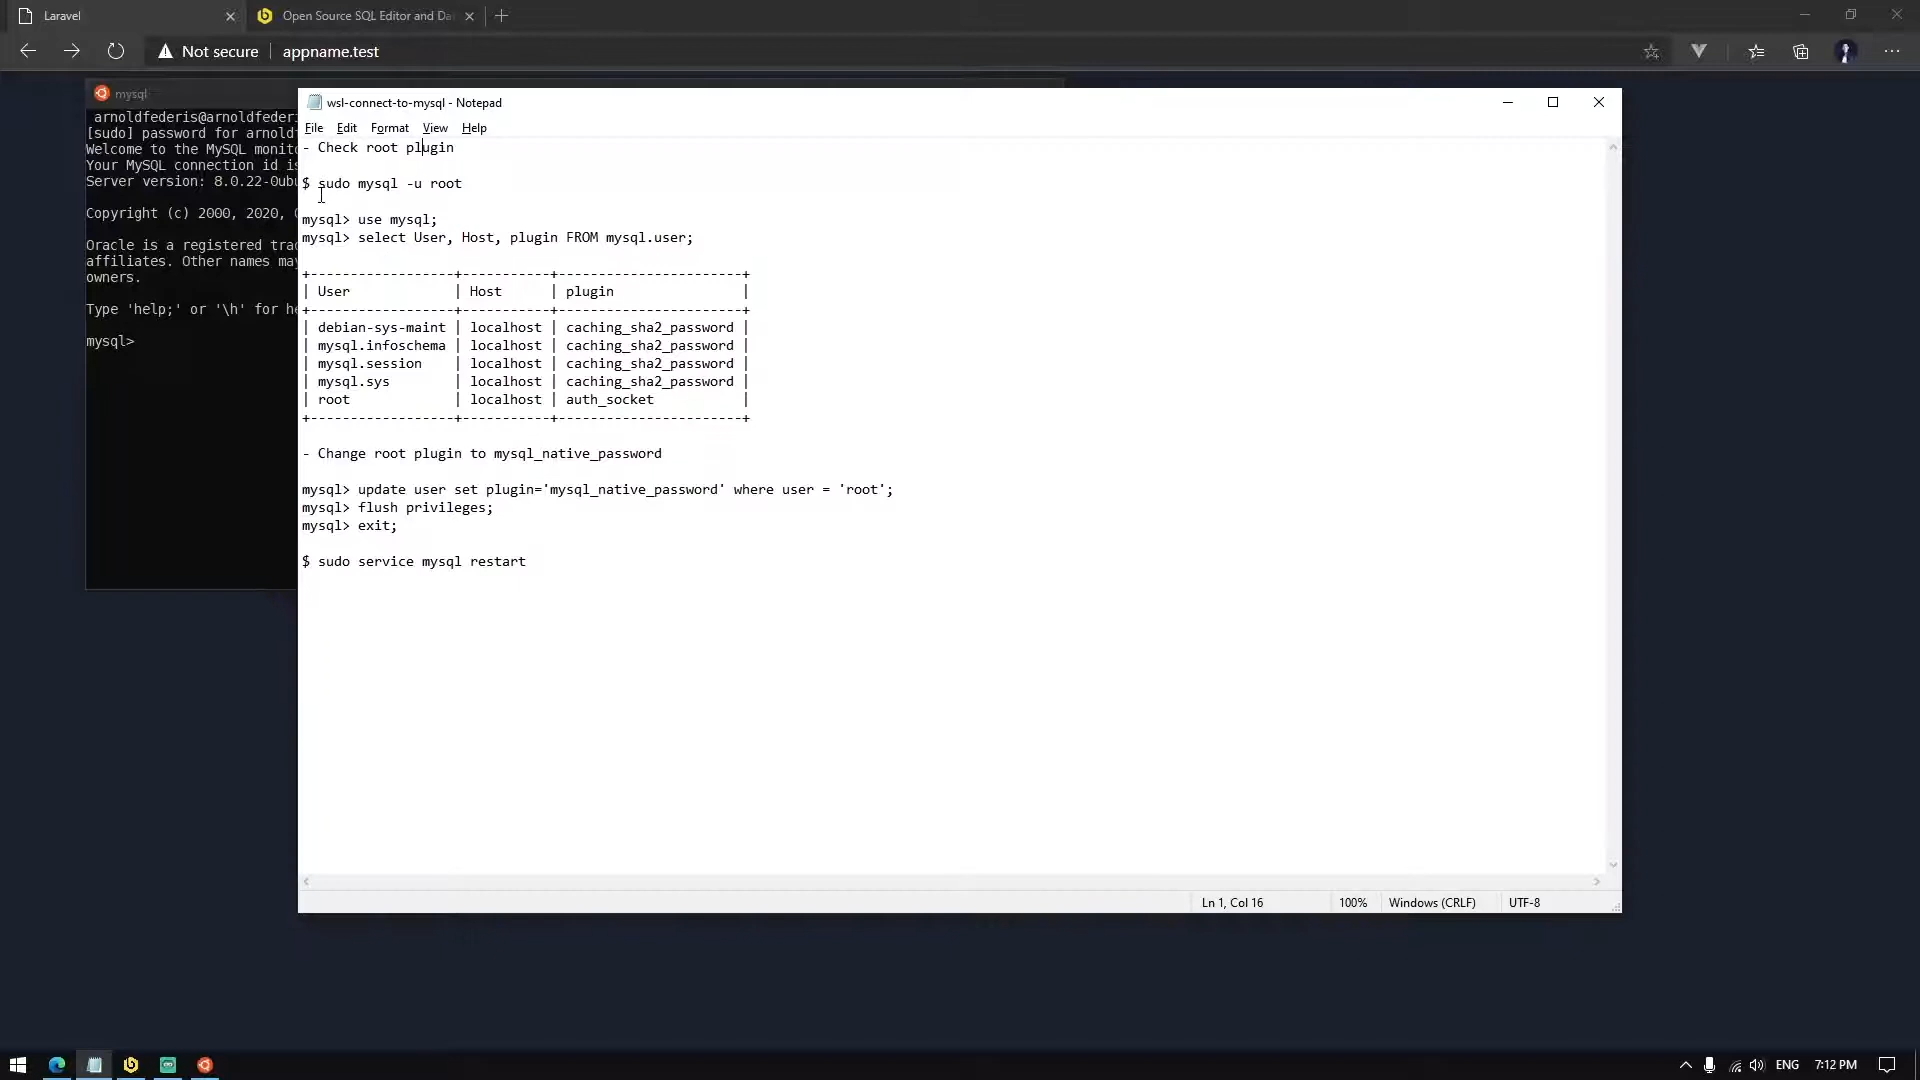 Laravel
Open Source SQL Editor and Da
Not secure
appname.test
mysql
arnoldfederis@arnoldfederi
[sudo] password for arnold
Welcome to the MySQL monito
Your MySQL connection id is
Server version: 8.0.22-0ubu
Copyright (c) 2000, 2020,
Oracle is a registered tra
affiliates. Other names may
owners.
Type 'help;' or '\h' for he
mysql>
wsl-connect-to-mysql - Notepad
File Edit Format View Help
- Check root plugin
$ sudo mysql -u root
mysql> use mysql;
mysql> select User, Host, plugin FROM mysql.user;
+------------------+-----------+-----------------------+
| User | Host | plugin |
+------------------+-----------+-----------------------+
| debian-sys-maint | localhost | caching_sha2_password |
| mysql.infoschema | localhost | caching_sha2_password |
| mysql.session | localhost | caching_sha2_password |
| mysql.sys | localhost | caching_sha2_password |
| root | localhost | auth_socket |
+------------------+-----------+-----------------------+
- Change root plugin to mysql_native_password
mysql> update user set plugin='mysql_native_password' where user = 'root';
mysql> flush privileges;
mysql> exit;
$ sudo service mysql restart
Ln 1, Col 16
100%
Windows (CRLF)
UTF-8
ENG
7:12 PM